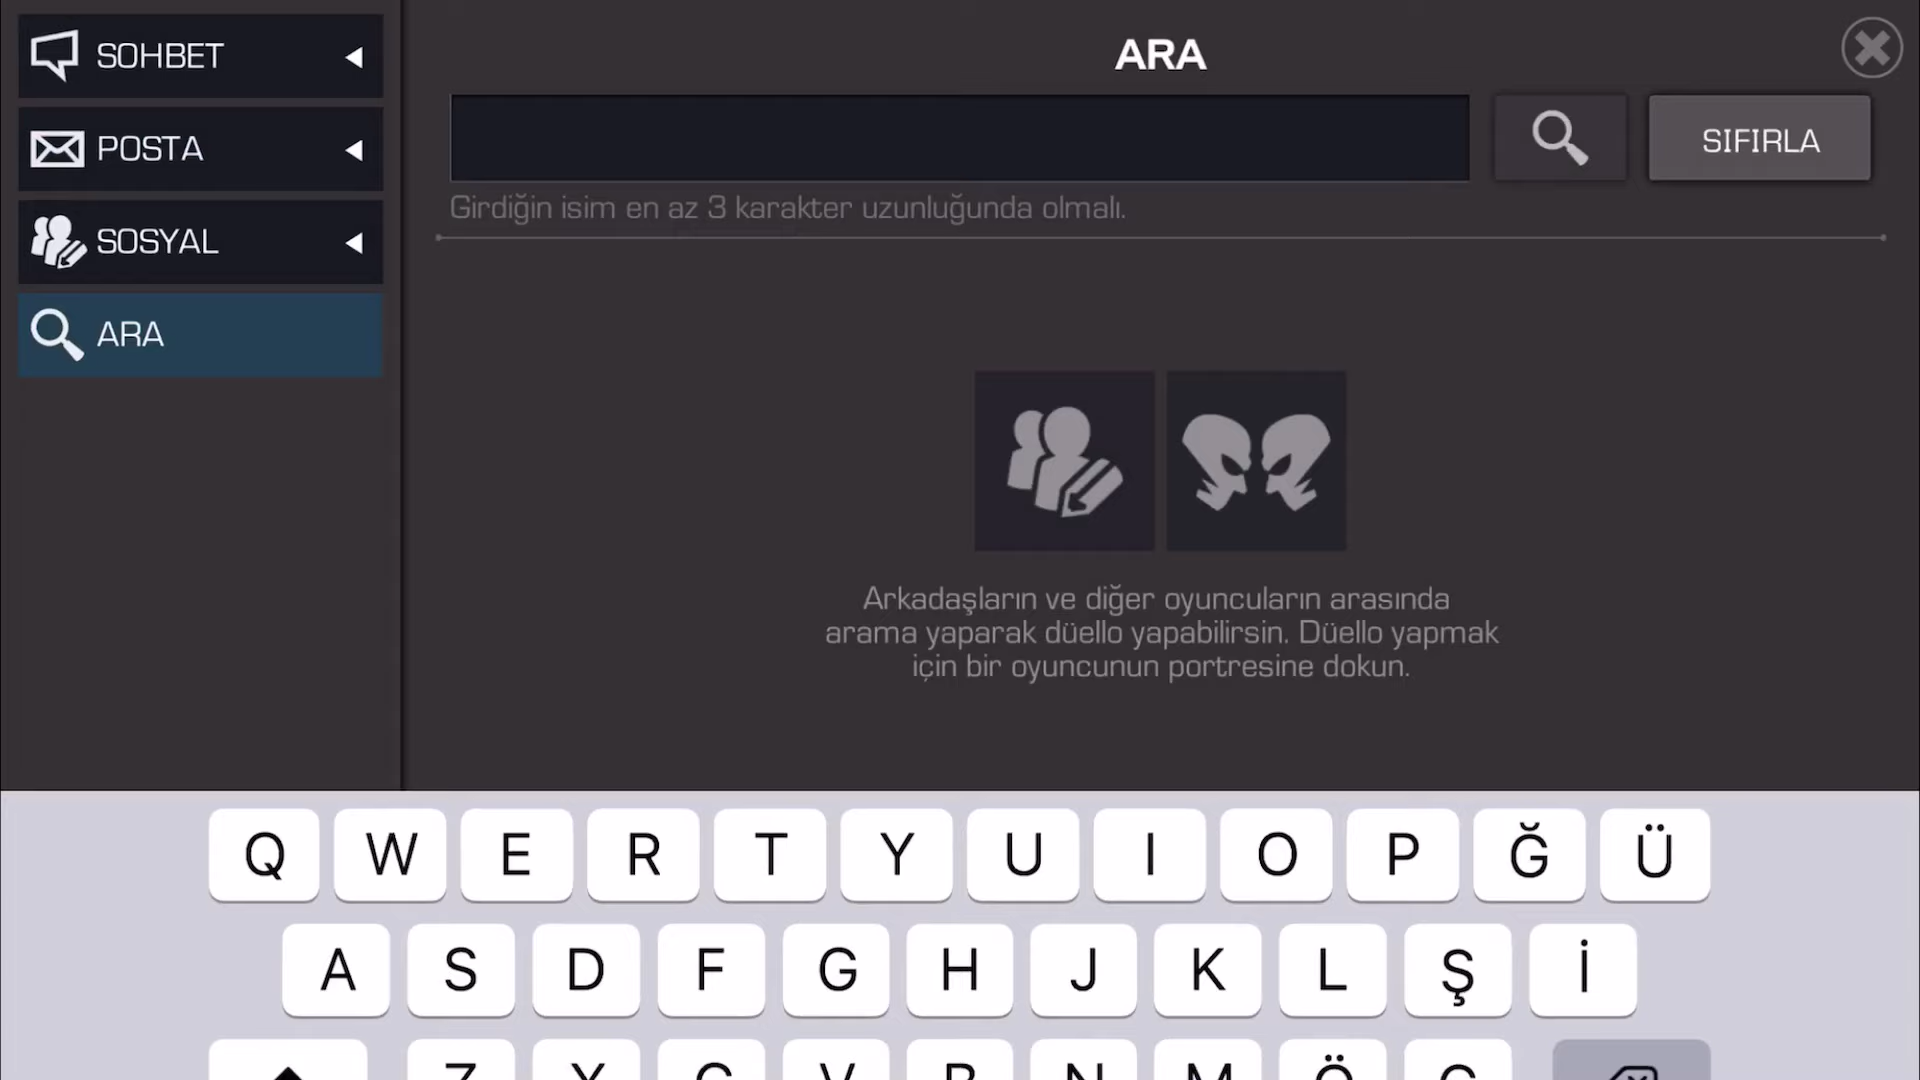 SOHBET
POSTA
SOSYAL
ARA
ARA
SIFIRLA
Girdiğin isim en az 3 karakter uzunluğunda olmalı.
Arkadaşların ve diğer oyuncuların arasında
arama yaparak düello yapabilirsin. Düello yapmak
için bir oyuncunun portresine dokun.
Q W E R T Y U I O P Ğ Ü
A S D F G H J K L Ş İ
Z X C V B N M Ö Ç